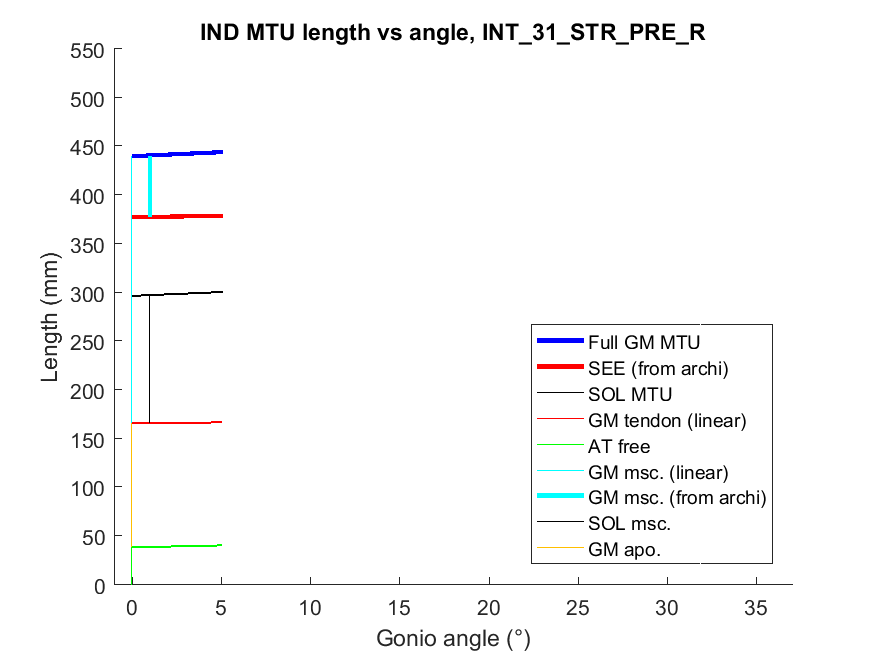 IND MTU length vs angle, INT_31_STR_PRE_R
550
500
450
400
350
300
250
200
150
100
50
0
Length (mm)
Full GM MTU
SEE (from archi)
SOL MTU
GM tendon (linear)
AT free
GM msc. (linear)
GM msc. (from archi)
SOL msc.
GM apo.
0 5 10 15 20 25 30 35
Gonio angle (°)